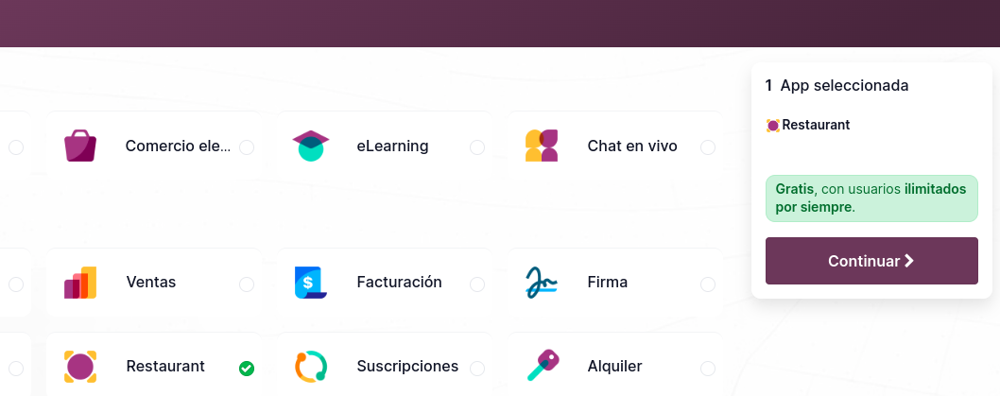 1 App seleccionada
Restaurant
Gratis, con usuarios ilimitados
por siempre.
Continuar
Comercio ele...
eLearning
Chat en vivo
Ventas
Facturación
Firma
Restaurant
Suscripciones
Alquiler